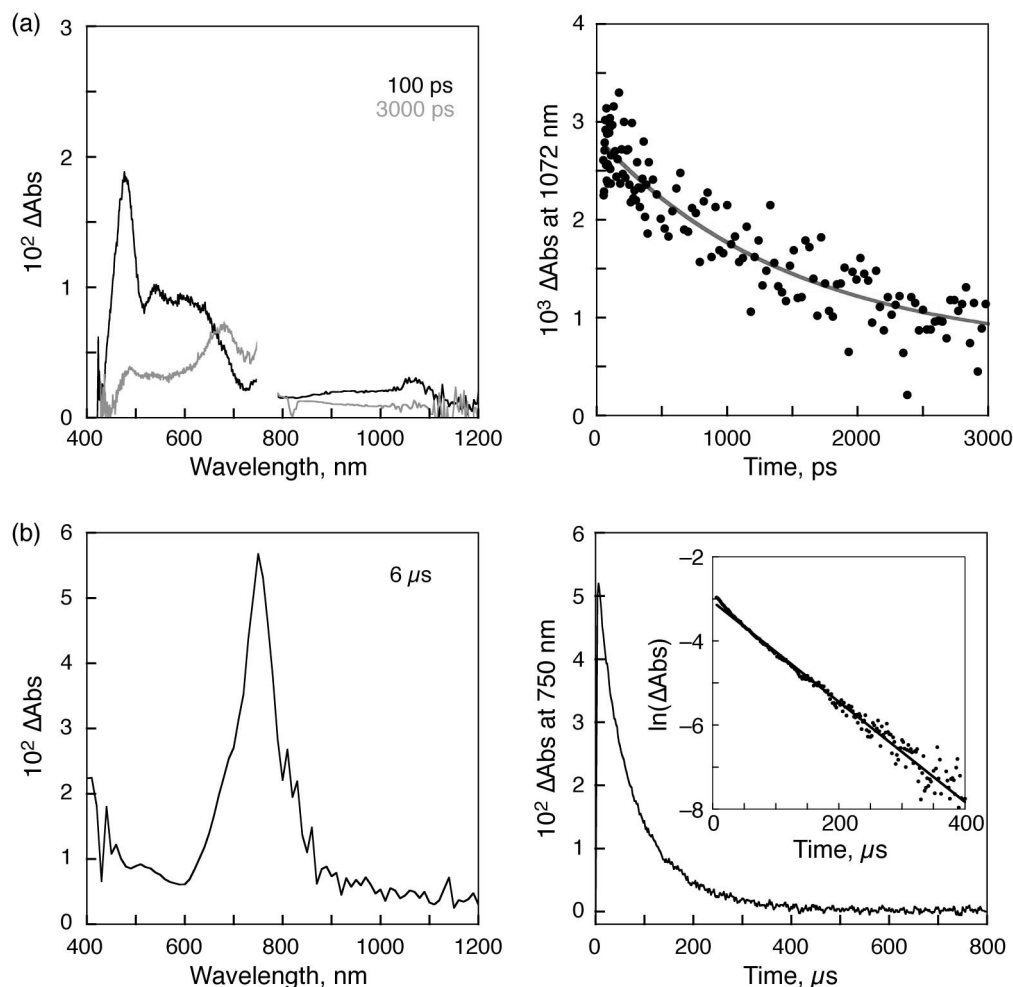 (a)
3
2
1
0
10² ΔAbs
100 ps
3000 ps
400 600 800 1000 1200
Wavelength, nm
4
3
2
1
0
10³ ΔAbs at 1072 nm
0 1000 2000 3000
Time, ps
(b)
6
5
4
3
2
1
0
10² ΔAbs
6 µs
400 600 800 1000 1200
Wavelength, nm
6
5
4
3
2
1
0
10² ΔAbs at 750 nm
−2
−4
−6
−8
ln(ΔAbs)
0 200 400
Time, µs
0 200 400 600 800
Time, µs